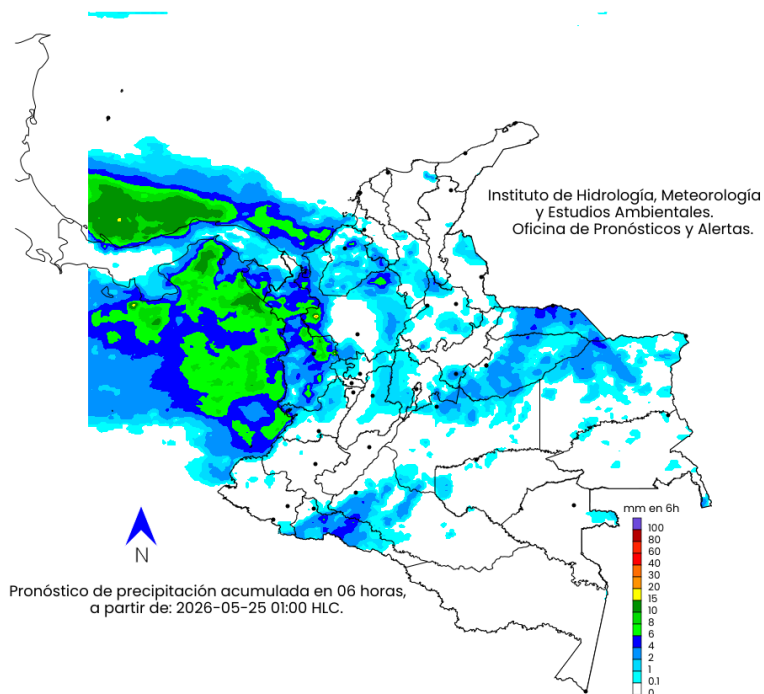 Instituto de Hidrología, Meteorología
y Estudios Ambientales.
Oficina de Pronósticos y Alertas.
N
Pronóstico de precipitación acumulada en 06 horas,
a partir de: 2026-05-25 01:00 HLC.
mm en 6h
100
80
60
40
30
20
15
10
8
6
4
2
1
0.1
0